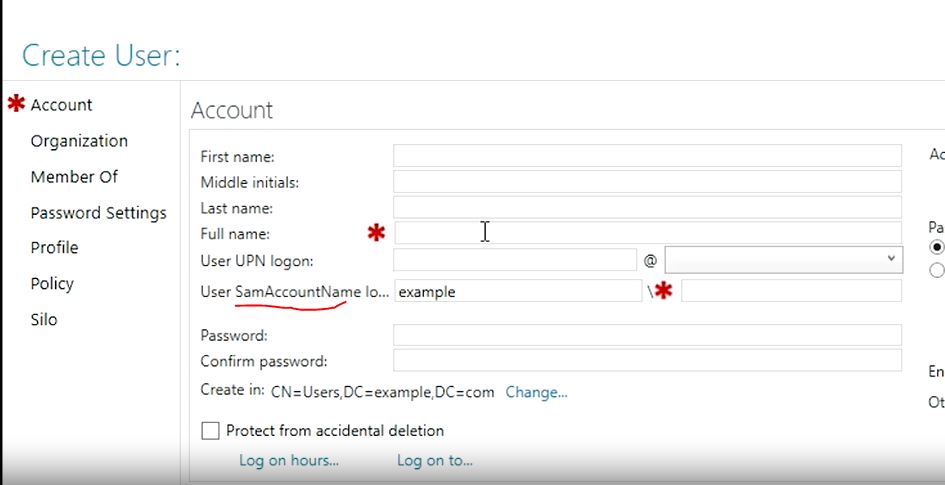 Create User:
✱ Account
Organization
Member Of
Password Settings
Profile
Policy
Silo
Account
First name:
Middle initials:
Last name:
Full name: ✱
User UPN logon: @
User SamAccountName lo... example \ ✱
Password:
Confirm password:
Create in: CN=Users,DC=example,DC=com Change...
Protect from accidental deletion
Log on hours... Log on to...
Ac
Pa
En
Ot